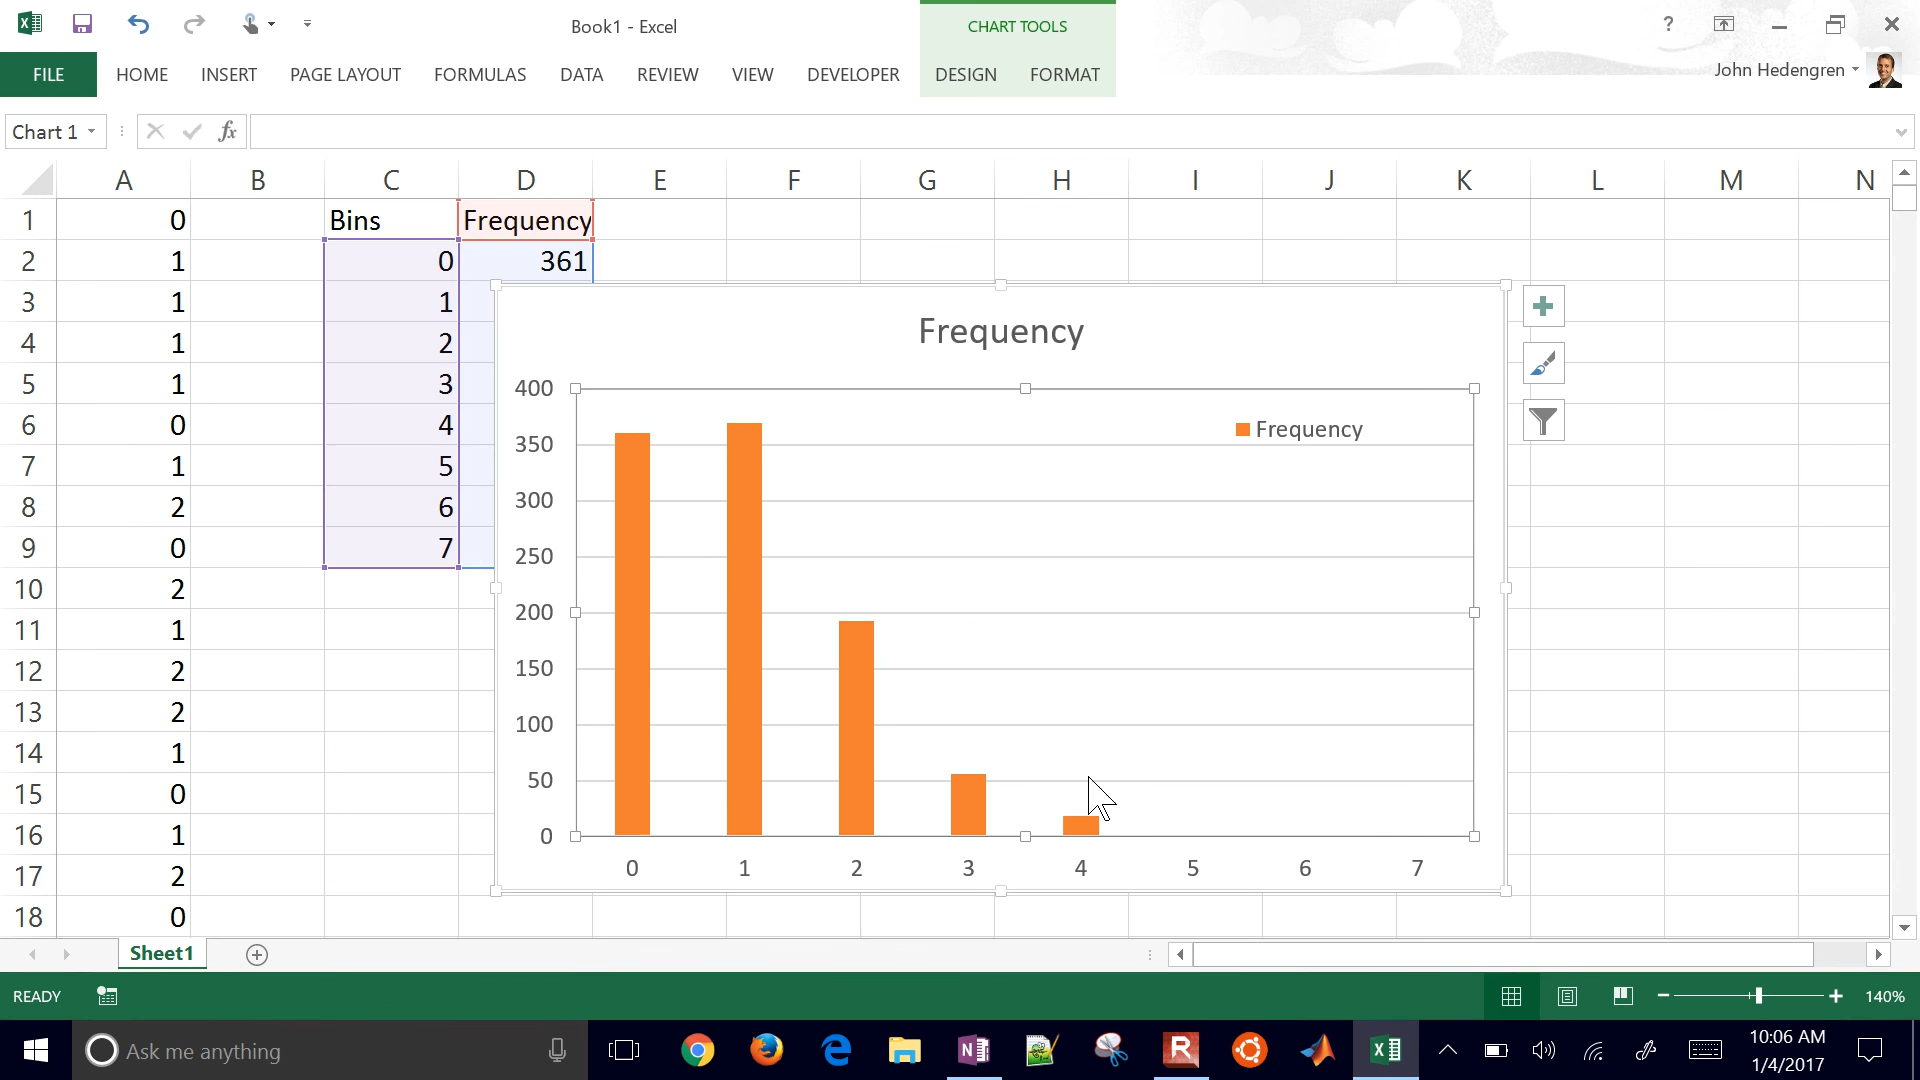 Book1 - Excel
CHART TOOLS
?
FILE HOME INSERT PAGE LAYOUT FORMULAS DATA REVIEW VIEW DEVELOPER DESIGN FORMAT
John Hedengren
Chart 1
fx
A B C D E F G H I J K L M N
1 0 Bins Frequency
2 1 0 361
3 1 1
4 1 2
5 1 3
6 0 4
7 1 5
8 2 6
9 0 7
10 2
11 1
12 2
13 2
14 1
15 0
16 1
17 2
18 0
Frequency
400
350
300
250
200
150
100
50
0
Frequency
0 1 2 3 4 5 6 7
Sheet1
READY
140%
Ask me anything
10:06 AM
1/4/2017